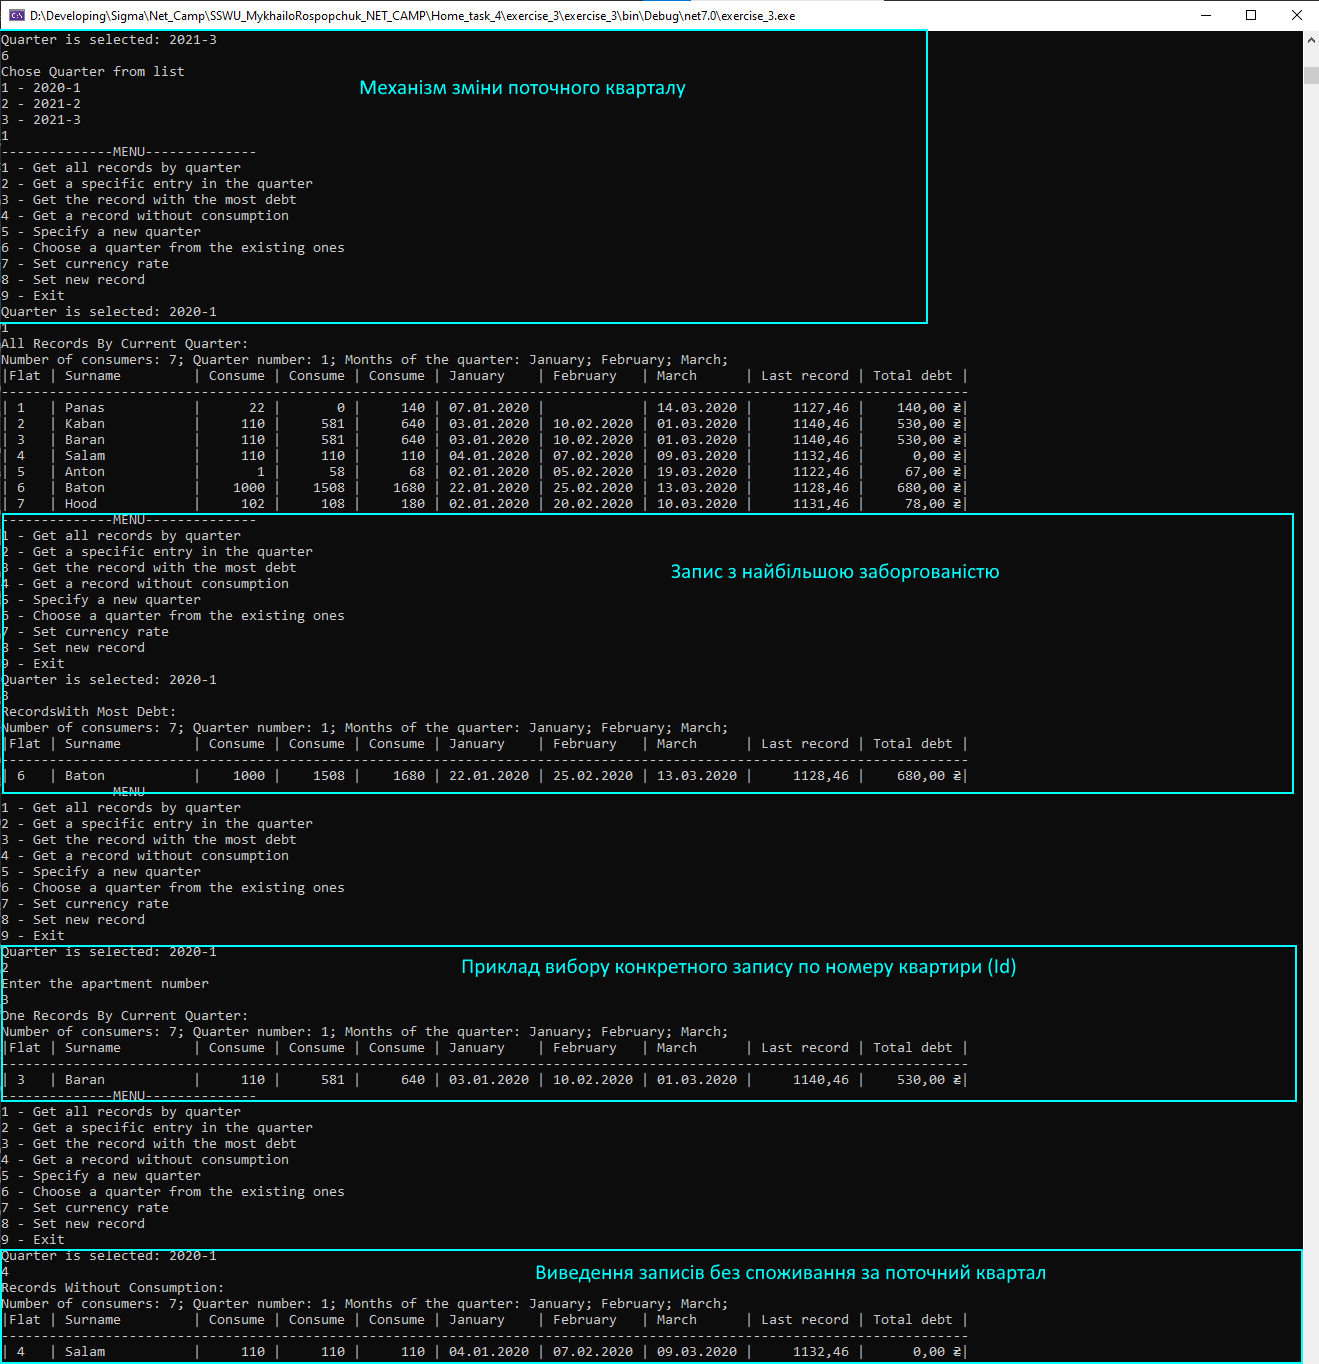 D:\Developing\Sigma\Net_Camp\SSWU_MykhailoRospopchuk_NET_CAMP\Home_task_4\exercise_3\exercise_3\bin\Debug\net7.0\exercise_3.exe
Quarter is selected: 2021-3
6
Chose Quarter from list
Механізм зміни поточного кварталу
1 - 2020-1
2 - 2021-2
3 - 2021-3
1
--------------MENU--------------
1 - Get all records by quarter
2 - Get a specific entry in the quarter
3 - Get the record with the most debt
4 - Get a record without consumption
5 - Specify a new quarter
6 - Choose a quarter from the existing ones
7 - Set currency rate
8 - Set new record
9 - Exit
Quarter is selected: 2020-1
1
All Records By Current Quarter:
Number of consumers: 7; Quarter number: 1; Months of the quarter: January; February; March;
|Flat | Surname | Consume | Consume | Consume | January | February | March | Last record | Total debt |
| 1 | Panas | 22 | 0 | 140 | 07.01.2020 | | 14.03.2020 | 1127,46 | 140,00 ₴|
| 2 | Kaban | 110 | 581 | 640 | 03.01.2020 | 10.02.2020 | 01.03.2020 | 1140,46 | 530,00 ₴|
| 3 | Baran | 110 | 581 | 640 | 03.01.2020 | 10.02.2020 | 01.03.2020 | 1140,46 | 530,00 ₴|
| 4 | Salam | 110 | 110 | 110 | 04.01.2020 | 07.02.2020 | 09.03.2020 | 1132,46 | 0,00 ₴|
| 5 | Anton | 1 | 58 | 68 | 02.01.2020 | 05.02.2020 | 19.03.2020 | 1122,46 | 67,00 ₴|
| 6 | Baton | 1000 | 1508 | 1680 | 22.01.2020 | 25.02.2020 | 13.03.2020 | 1128,46 | 680,00 ₴|
| 7 | Hood | 102 | 108 | 180 | 02.01.2020 | 20.02.2020 | 10.03.2020 | 1131,46 | 78,00 ₴|
--------------MENU--------------
1 - Get all records by quarter
2 - Get a specific entry in the quarter
3 - Get the record with the most debt
Запис з найбільшою заборгованістю
4 - Get a record without consumption
5 - Specify a new quarter
6 - Choose a quarter from the existing ones
7 - Set currency rate
8 - Set new record
9 - Exit
Quarter is selected: 2020-1
3
RecordsWith Most Debt:
Number of consumers: 7; Quarter number: 1; Months of the quarter: January; February; March;
|Flat | Surname | Consume | Consume | Consume | January | February | March | Last record | Total debt |
| 6 | Baton | 1000 | 1508 | 1680 | 22.01.2020 | 25.02.2020 | 13.03.2020 | 1128,46 | 680,00 ₴|
--------------MENU--------------
1 - Get all records by quarter
2 - Get a specific entry in the quarter
3 - Get the record with the most debt
4 - Get a record without consumption
5 - Specify a new quarter
6 - Choose a quarter from the existing ones
7 - Set currency rate
8 - Set new record
9 - Exit
Quarter is selected: 2020-1
2
Приклад вибору конкретного запису по номеру квартири (Id)
Enter the apartment number
3
One Records By Current Quarter:
Number of consumers: 7; Quarter number: 1; Months of the quarter: January; February; March;
|Flat | Surname | Consume | Consume | Consume | January | February | March | Last record | Total debt |
| 3 | Baran | 110 | 581 | 640 | 03.01.2020 | 10.02.2020 | 01.03.2020 | 1140,46 | 530,00 ₴|
--------------MENU--------------
1 - Get all records by quarter
2 - Get a specific entry in the quarter
3 - Get the record with the most debt
4 - Get a record without consumption
5 - Specify a new quarter
6 - Choose a quarter from the existing ones
7 - Set currency rate
8 - Set new record
9 - Exit
Quarter is selected: 2020-1
4
Виведення записів без споживання за поточний квартал
Records Without Consumption:
Number of consumers: 7; Quarter number: 1; Months of the quarter: January; February; March;
|Flat | Surname | Consume | Consume | Consume | January | February | March | Last record | Total debt |
| 4 | Salam | 110 | 110 | 110 | 04.01.2020 | 07.02.2020 | 09.03.2020 | 1132,46 | 0,00 ₴|